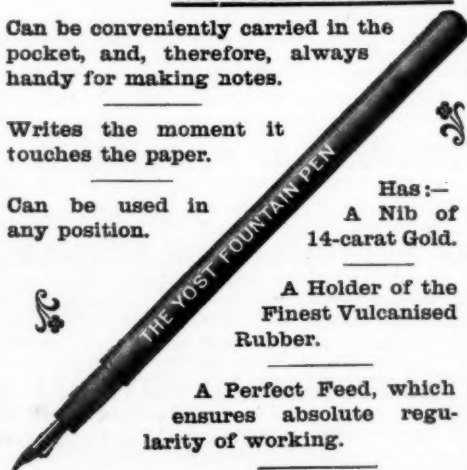 Can be conveniently carried in the
pocket, and, therefore, always
handy for making notes.
Writes the moment it
touches the paper.
Can be used in
any position.
THE YOST FOUNTAIN PEN
Has:—
A Nib of
14-carat Gold.
A Holder of the
Finest Vulcanised
Rubber.
A Perfect Feed, which
ensures absolute regu-
larity of working.